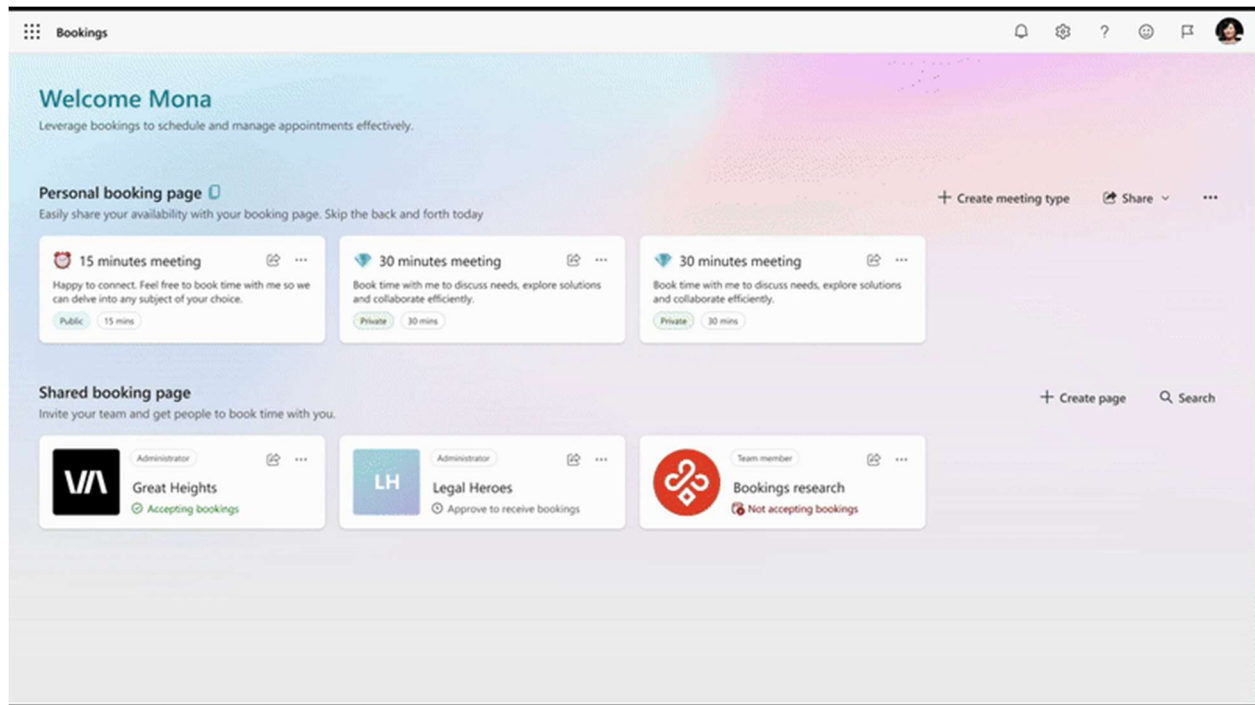 Bookings
Welcome Mona
Leverage bookings to schedule and manage appointments effectively.
Personal booking page
Easily share your availability with your booking page. Skip the back and forth today
+ Create meeting type
Share
15 minutes meeting
Happy to connect. Feel free to book time with me so we
can delve into any subject of your choice.
Public
15 mins
30 minutes meeting
Book time with me to discuss needs, explore solutions
and collaborate efficiently.
Private
30 mins
30 minutes meeting
Book time with me to discuss needs, explore solutions
and collaborate efficiently.
Private
30 mins
Shared booking page
Invite your team and get people to book time with you.
+ Create page
Search
Administrator
Great Heights
Accepting bookings
LH
Administrator
Legal Heroes
Approve to receive bookings
Team member
Bookings research
Not accepting bookings